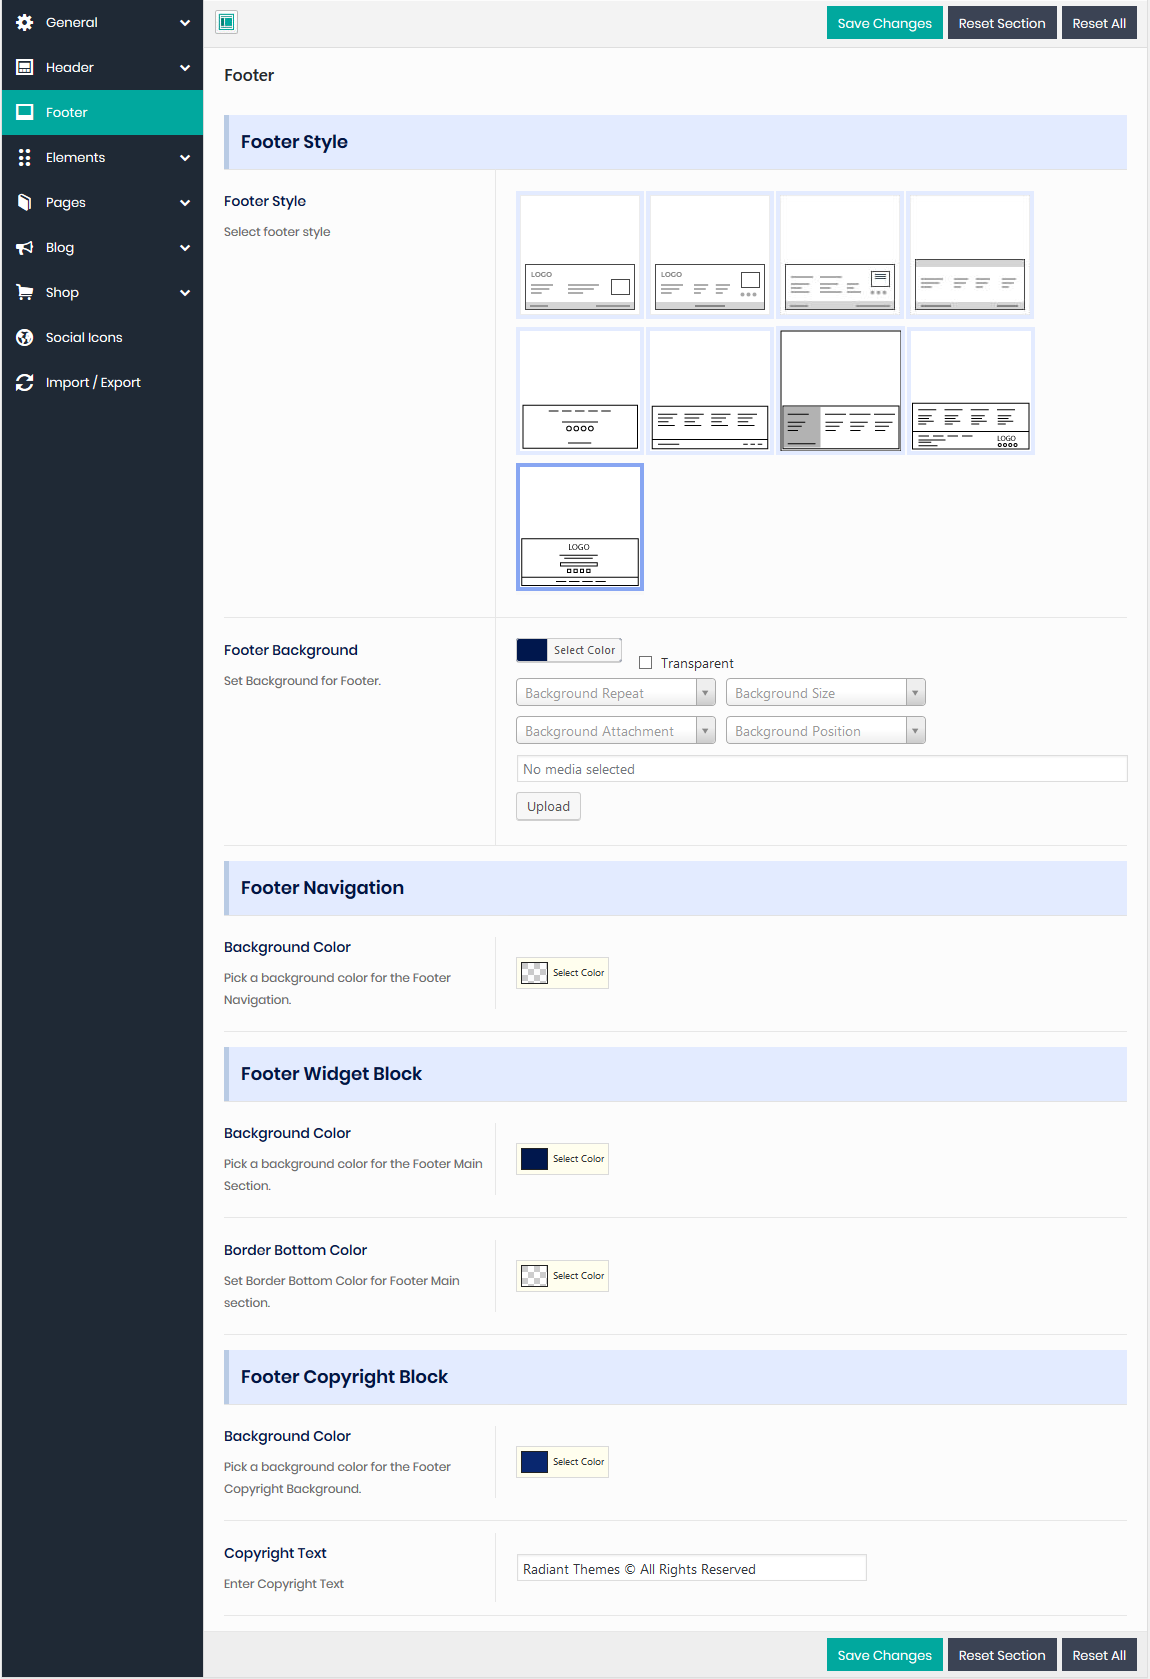 General
Header
Footer
Elements
Pages
Blog
Shop
Social Icons
Import / Export
Save Changes
Reset Section
Reset All
Footer
Footer Style
Footer Style
Select footer style
LOGO
LOGO
LOGO
LOGO
Footer Background
Set Background for Footer.
Select Color
Transparent
Background Repeat
Background Size
Background Attachment
Background Position
No media selected
Upload
Footer Navigation
Background Color
Pick a background color for the Footer
Navigation.
Select Color
Footer Widget Block
Background Color
Pick a background color for the Footer Main
Section.
Select Color
Border Bottom Color
Set Border Bottom Color for Footer Main
section.
Select Color
Footer Copyright Block
Background Color
Pick a background color for the Footer
Copyright Background.
Select Color
Copyright Text
Enter Copyright Text
Radiant Themes © All Rights Reserved
Save Changes
Reset Section
Reset All